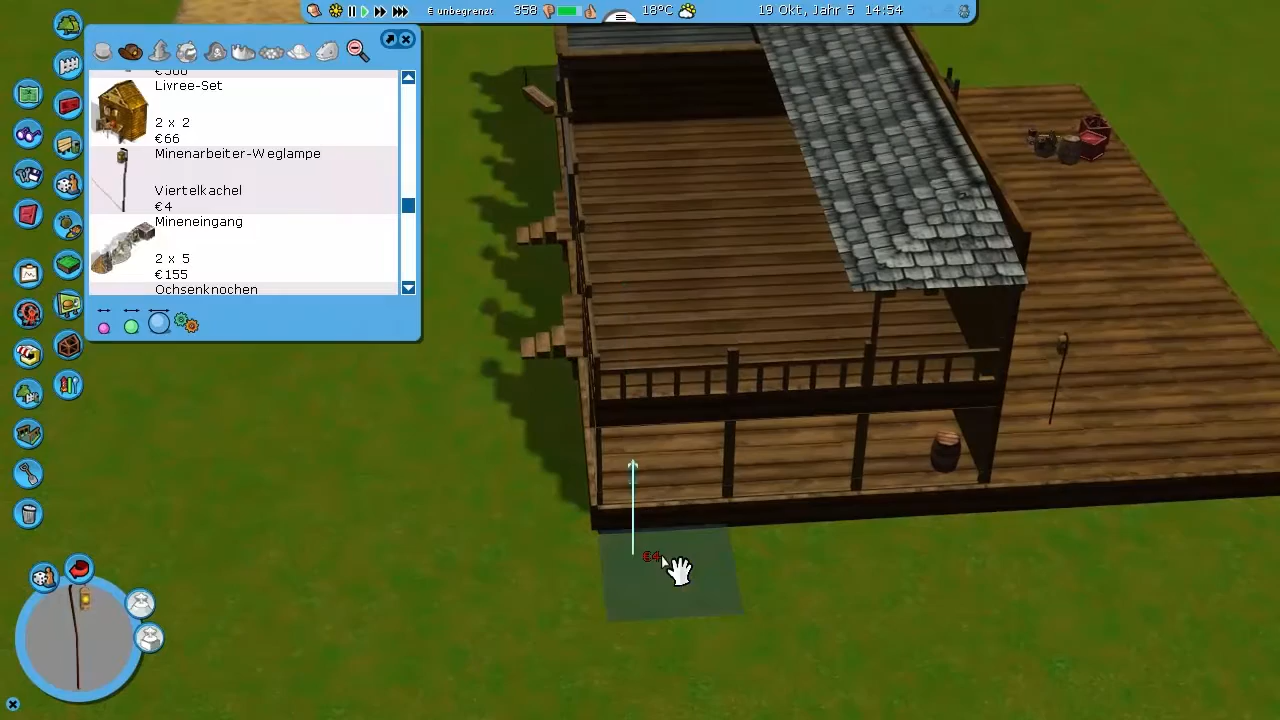 € unbegrenzt 358 18°C 19 Okt, Jahr 5 14:54
€300
Livree-Set
2 x 2
€66
Minenarbeiter-Weglampe
Viertelkachel
€4
Mineneingang
2 x 5
€155
Ochsenknochen
€4